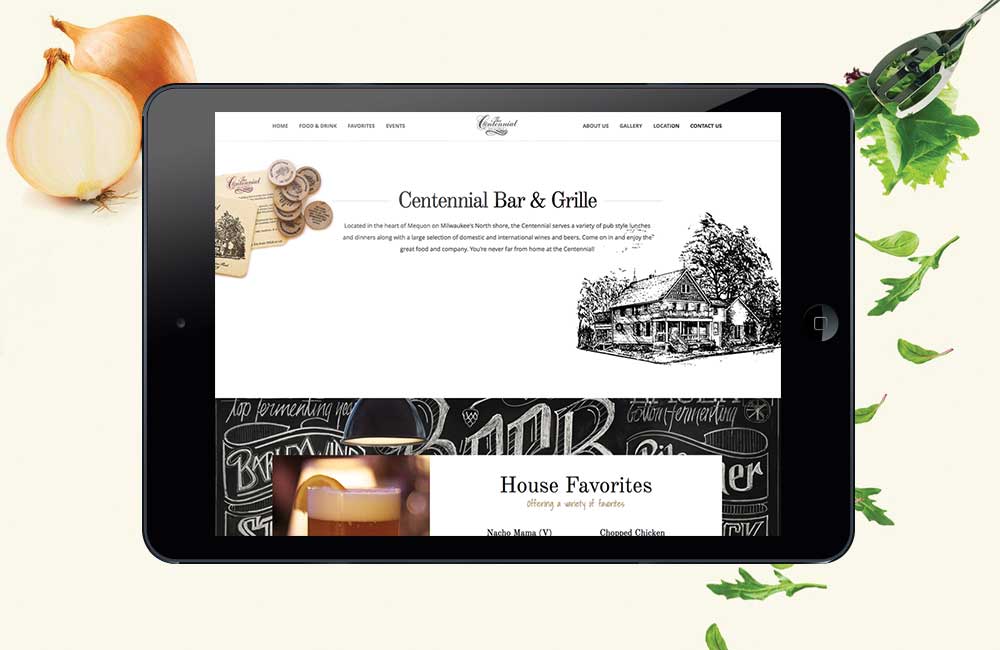 HOME FOOD & DRINK FAVORITES EVENTS
The Centennial
ABOUT US GALLERY LOCATION CONTACT US
The Centennial
Centennial Bar & Grille
Located in the heart of Mequon on Milwaukee's North shore, the Centennial serves a variety of pub style lunches
and dinners along with a large selection of domestic and international wines and beers. Come on in and enjoy the
great food and company. You're never far from home at the Centennial!
top fermenting
Bock
bottom-fermenting
House Favorites
Offering a variety of favorites
Nacho Mama (V) Chopped Chicken